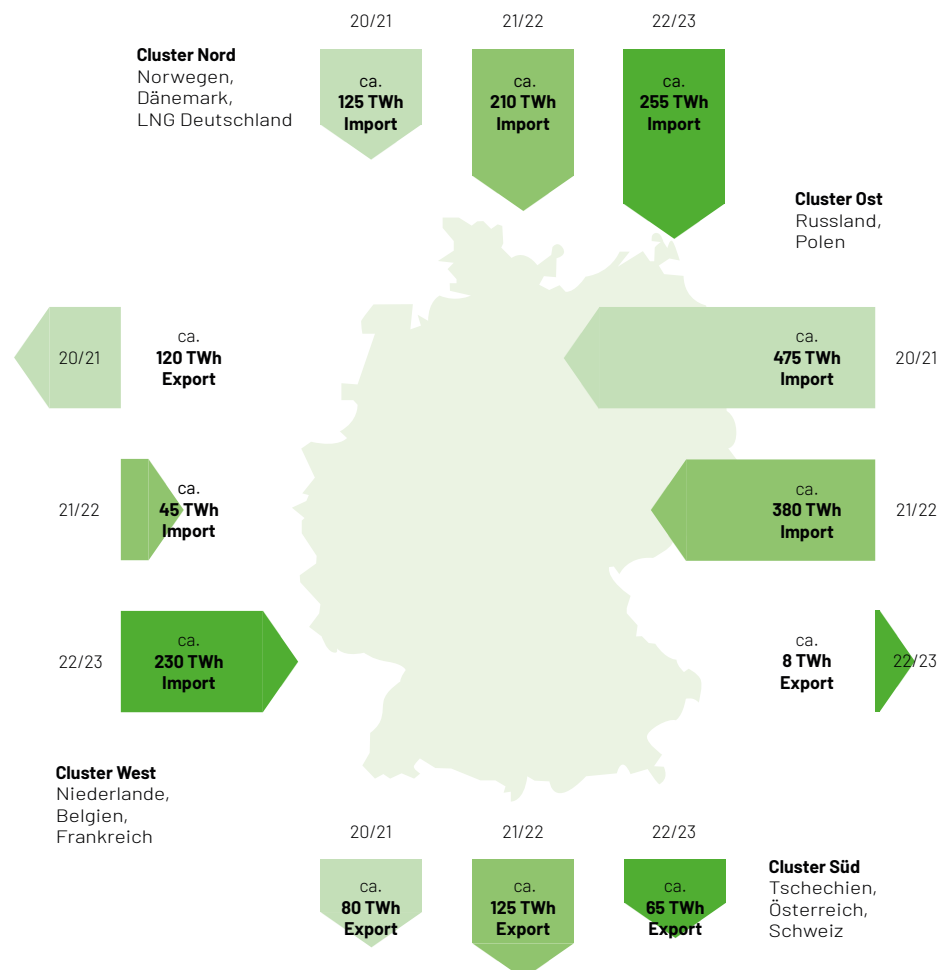 20/21
21/22
22/23
Cluster Nord
Norwegen,
Dänemark,
LNG Deutschland
ca.
125 TWh
Import
ca.
210 TWh
Import
ca.
255 TWh
Import
Cluster Ost
Russland,
Polen
20/21
ca.
120 TWh
Export
ca.
475 TWh
Import
20/21
21/22
ca.
45 TWh
Import
ca.
380 TWh
Import
21/22
22/23
ca.
230 TWh
Import
ca.
8 TWh
Export
22/23
Cluster West
Niederlande,
Belgien,
Frankreich
20/21
21/22
22/23
ca.
80 TWh
Export
ca.
125 TWh
Export
ca.
65 TWh
Export
Cluster Süd
Tschechien,
Österreich,
Schweiz